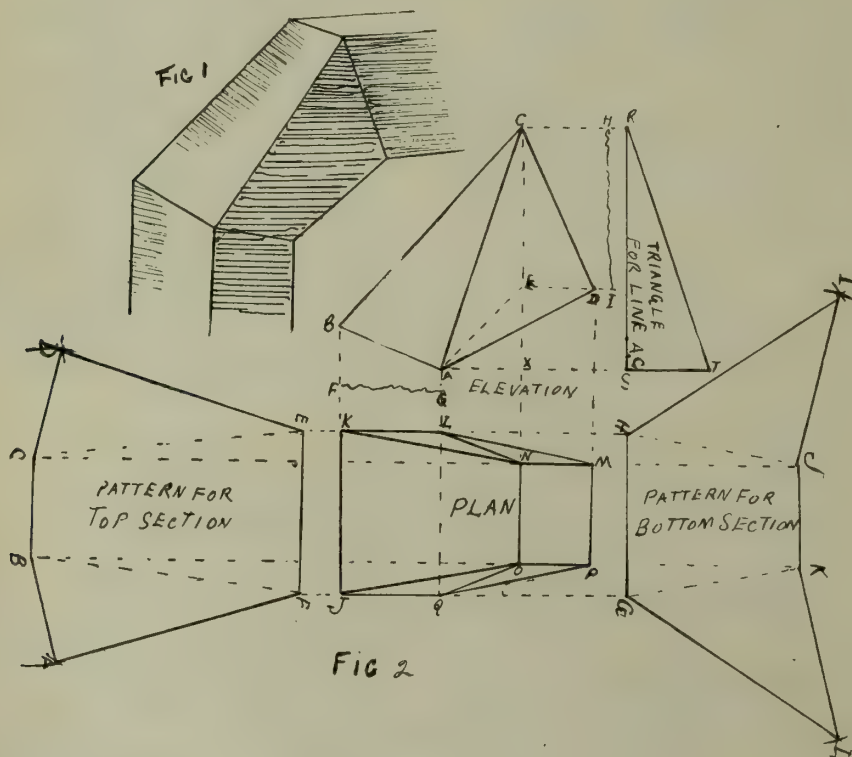 FIG 1
C H R
TRIANGLE
FOR LINE AC
E D I
B
A X S T
F G ELEVATION
D I
E K L H
C N M J
PATTERN FOR
TOP SECTION
PLAN
PATTERN FOR
BOTTOM SECTION
B O P K
F J Q G
A
FIG 2